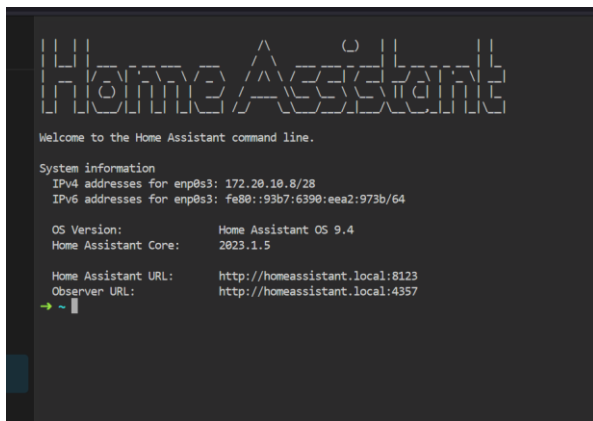 Home Assistant
Welcome to the Home Assistant command line.
System information
IPv4 addresses for enp0s3: 172.20.10.8/28
IPv6 addresses for enp0s3: fe80::93b7:6390:eea2:973b/64
OS Version: Home Assistant OS 9.4
Home Assistant Core: 2023.1.5
Home Assistant URL: http://homeassistant.local:8123
Observer URL: http://homeassistant.local:4357
→ ~